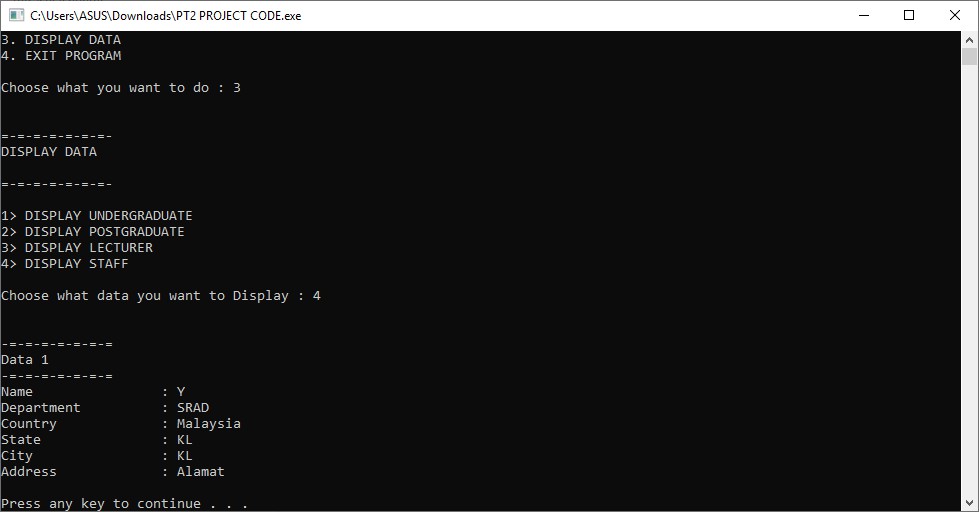 C:\Users\ASUS\Downloads\PT2 PROJECT CODE.exe
3. DISPLAY DATA
4. EXIT PROGRAM
Choose what you want to do : 3
=-=-=-=-=-=-=-
DISPLAY DATA
=-=-=-=-=-=-=-
1> DISPLAY UNDERGRADUATE
2> DISPLAY POSTGRADUATE
3> DISPLAY LECTURER
4> DISPLAY STAFF
Choose what data you want to Display : 4
-=-=-=-=-=-=-=
Data 1
-=-=-=-=-=-=-=
Name : Y
Department : SRAD
Country : Malaysia
State : KL
City : KL
Address : Alamat
Press any key to continue . . .